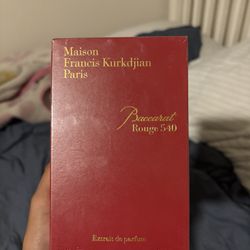 Maison
Francis Kurkdjian
Paris
Baccarat
Rouge 540
Extrait de parfum